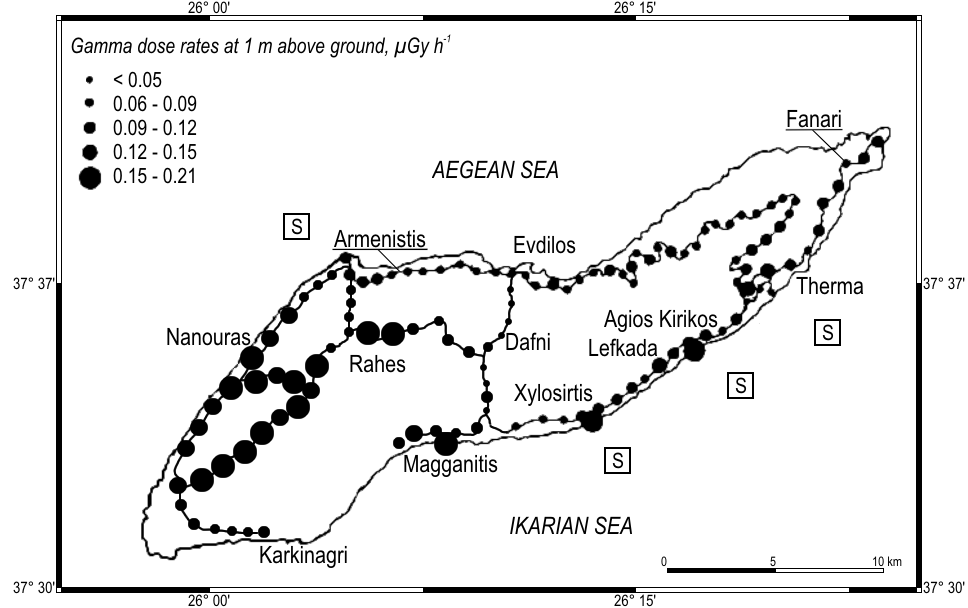 26° 00'
26° 15'
Gamma dose rates at 1 m above ground, µGy h-1
< 0.05
0.06 - 0.09
0.09 - 0.12
0.12 - 0.15
0.15 - 0.21
Fanari
AEGEAN SEA
S
Armenistis
Evdilos
37° 37'
37° 37'
Therma
Agios Kirikos
S
Nanouras
Dafni
Lefkada
Rahes
S
Xylosirtis
Magganitis
S
IKARIAN SEA
Karkinagri
0 5 10 km
37° 30'
37° 30'
26° 00'
26° 15'